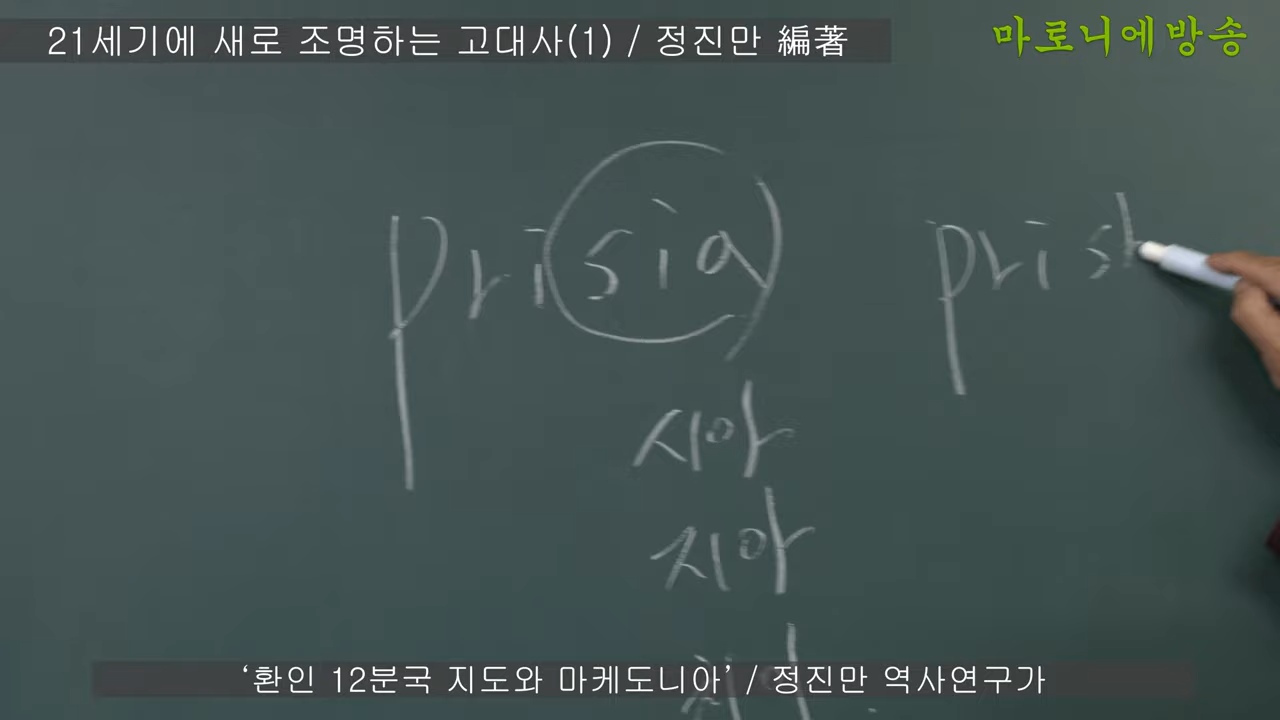 21세기에 새로 조명하는 고대사(1) / 정진만 編著
마로니에방송
prisia prist
시아
지아
‘환인 12분국 지도와 마케도니아’ / 정진만 역사연구가